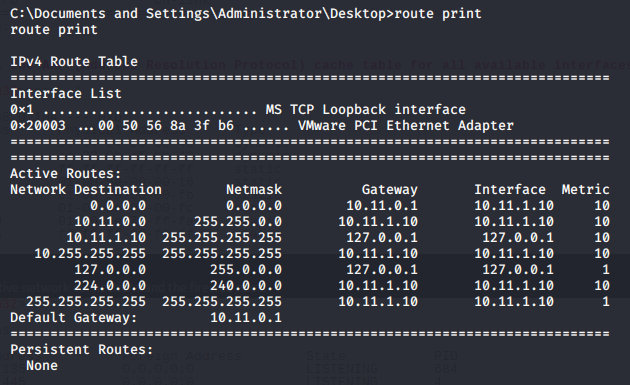 C:\Documents and Settings\Administrator\Desktop>route print
route print
IPv4 Route Table
===========================================================================
Interface List
0×1 ........................... MS TCP Loopback interface
0×20003 ...00 50 56 8a 3f b6 ...... VMware PCI Ethernet Adapter
===========================================================================
===========================================================================
Active Routes:
Network Destination        Netmask          Gateway       Interface  Metric
          0.0.0.0          0.0.0.0        10.11.0.1      10.11.1.10     10
        10.11.0.0      255.255.0.0       10.11.1.10      10.11.1.10     10
       10.11.1.10  255.255.255.255        127.0.0.1       127.0.0.1     10
   10.255.255.255  255.255.255.255       10.11.1.10      10.11.1.10     10
        127.0.0.0        255.0.0.0        127.0.0.1       127.0.0.1      1
        224.0.0.0        240.0.0.0       10.11.1.10      10.11.1.10     10
  255.255.255.255  255.255.255.255       10.11.1.10      10.11.1.10      1
Default Gateway:         10.11.0.1
===========================================================================
Persistent Routes:
  None